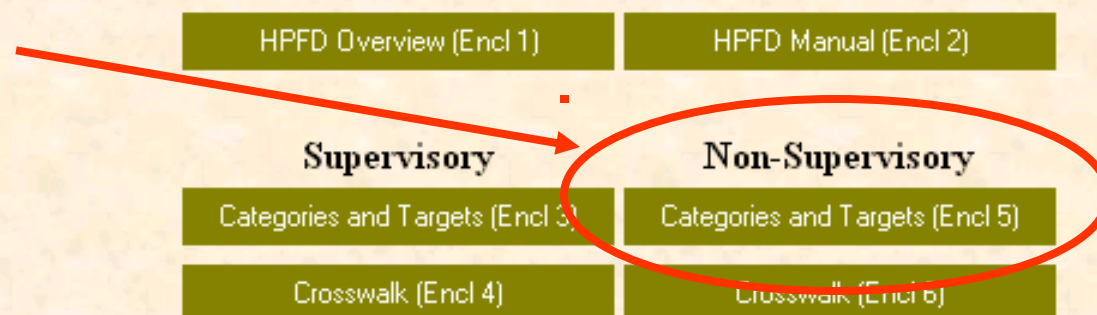 HPFD Overview (Encl 1) HPFD Manual (Encl 2)
Supervisory Non-Supervisory
Categories and Targets (Encl 3) Categories and Targets (Encl 5)
Crosswalk (Encl 4) Crosswalk (Encl 6)